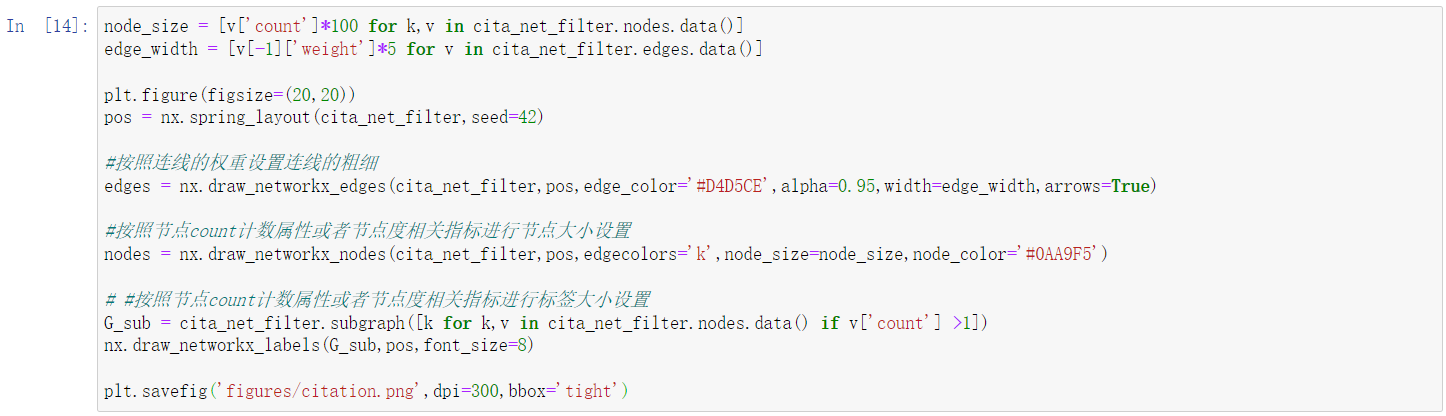 In [14]: node_size = [v['count']*100 for k,v in cita_net_filter.nodes.data()]
edge_width = [v[-1]['weight']*5 for v in cita_net_filter.edges.data()]
plt.figure(figsize=(20,20))
pos = nx.spring_layout(cita_net_filter,seed=42)
#按照连线的权重设置连线的粗细
edges = nx.draw_networkx_edges(cita_net_filter,pos,edge_color='#D4D5CE',alpha=0.95,width=edge_width,arrows=True)
#按照节点count计数属性或者节点度相关指标进行节点大小设置
nodes = nx.draw_networkx_nodes(cita_net_filter,pos,edgecolors='k',node_size=node_size,node_color='#0AA9F5')
# #按照节点count计数属性或者节点度相关指标进行标签大小设置
G_sub = cita_net_filter.subgraph([k for k,v in cita_net_filter.nodes.data() if v['count'] >1])
nx.draw_networkx_labels(G_sub,pos,font_size=8)
plt.savefig('figures/citation.png',dpi=300,bbox='tight')